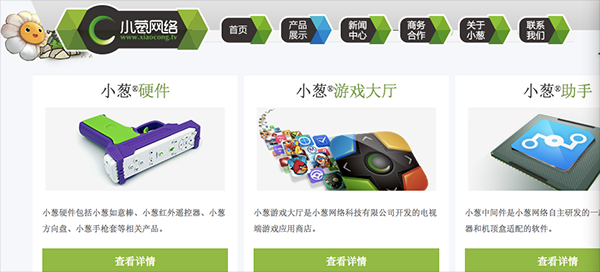 小葱网络
www.xiaocong.tv
首页
产品
展示
新闻
中心
商务
合作
关于
小葱
联系
我们
小葱®硬件
小葱®游戏大厅
小葱®助手
小葱硬件包括小葱如意棒、小葱红外遥控器、小葱
方向盘、小葱手枪套等相关产品。
小葱游戏大厅是小葱网络科技有限公司开发的电视
端游戏应用商店。
小葱中间件是小葱网络自主研发的一
器和机顶盒适配的软件。
查看详情
查看详情